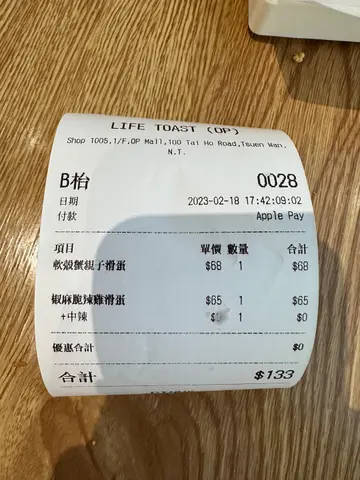 LIFE TOAST (OP)
Shop 1005,1/F,OP Mall,100 Tai Ho Road,Tsuen Wan,
N.T.
B枱 0028
日期 2023-02-18 17:42:09:02
付款 Apple Pay
項目 單價 數量 合計
軟殼蟹親子滑蛋 $68 1 $68
椒麻脆辣雞滑蛋 $65 1 $65
+中辣 1 $0
優惠合計 $0
合計 $133